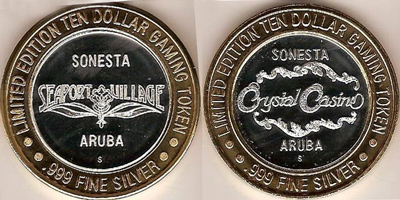 LIMITED EDITION TEN DOLLAR GAMING TOKEN
SONESTA
SEAPORT VILLAGE
ARUBA
S
.999 FINE SILVER
LIMITED EDITION TEN DOLLAR GAMING TOKEN
SONESTA
Crystal Casino
ARUBA
S
.999 FINE SILVER